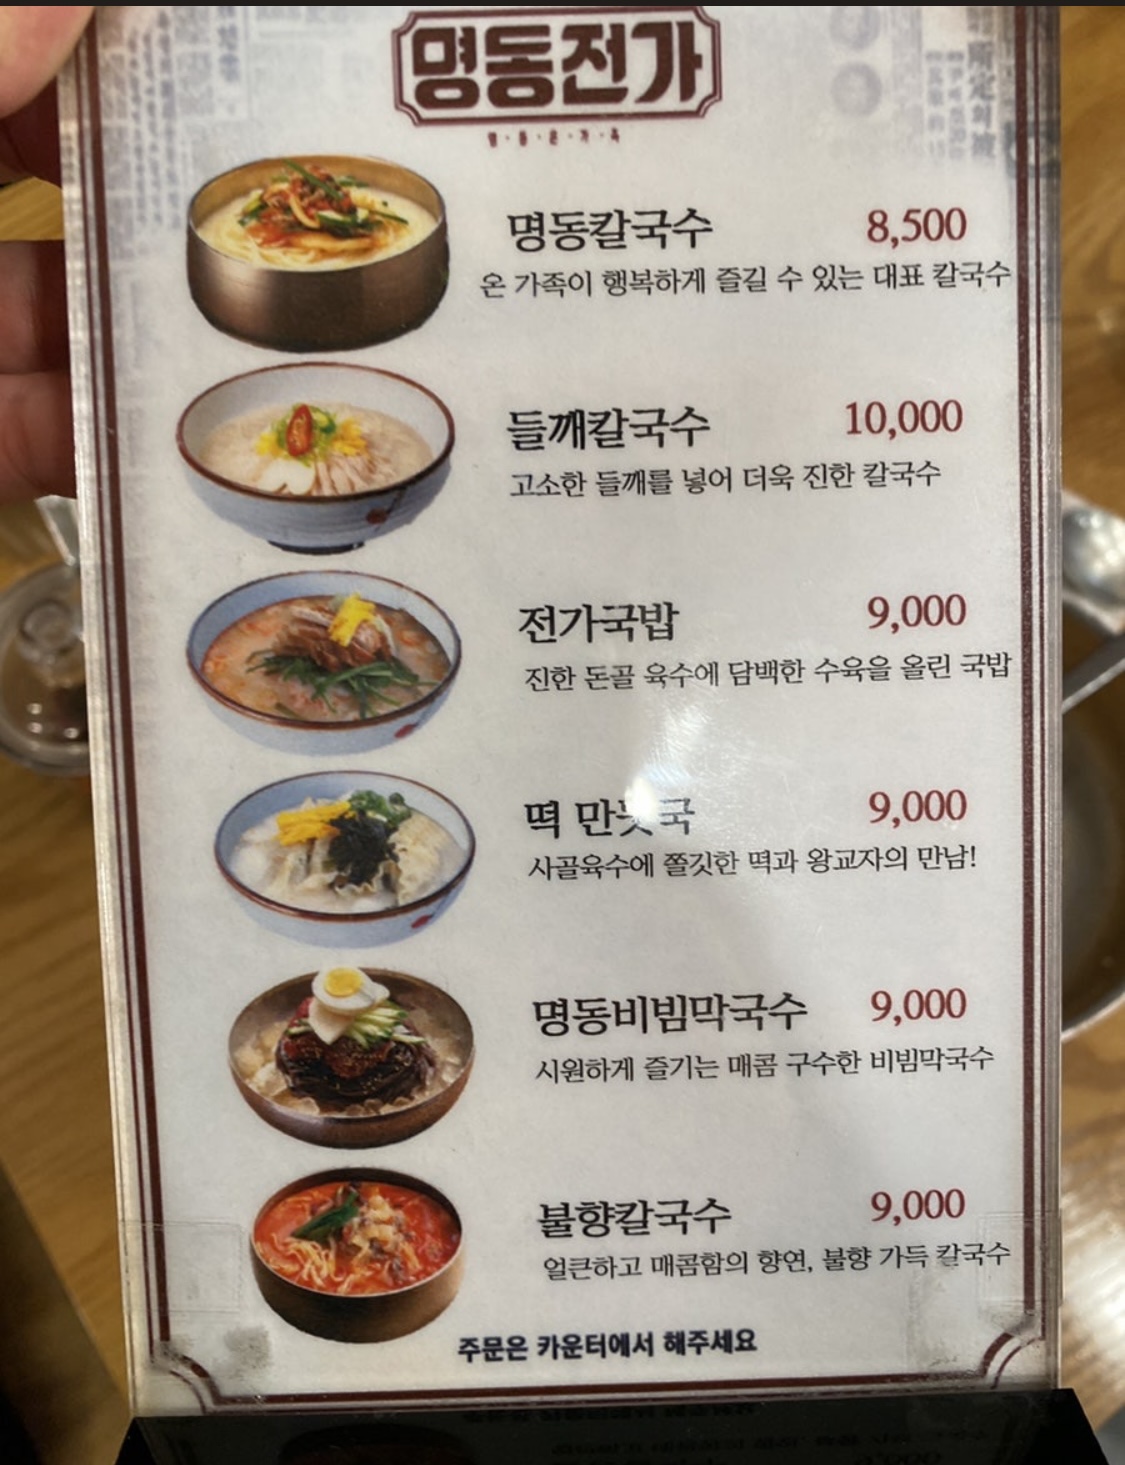 명동전가
명동칼국수 8,500
온 가족이 행복하게 즐길 수 있는 대표 칼국수
들깨칼국수 10,000
고소한 들깨를 넣어 더욱 진한 칼국수
전가국밥 9,000
진한 돈골 육수에 담백한 수육을 올린 국밥
떡 만둣국 9,000
사골육수에 쫄깃한 떡과 왕교자의 만남!
명동비빔막국수 9,000
시원하게 즐기는 매콤 구수한 비빔막국수
불향칼국수 9,000
얼큰하고 매콤함의 향연, 불향 가득 칼국수
주문은 카운터에서 해주세요